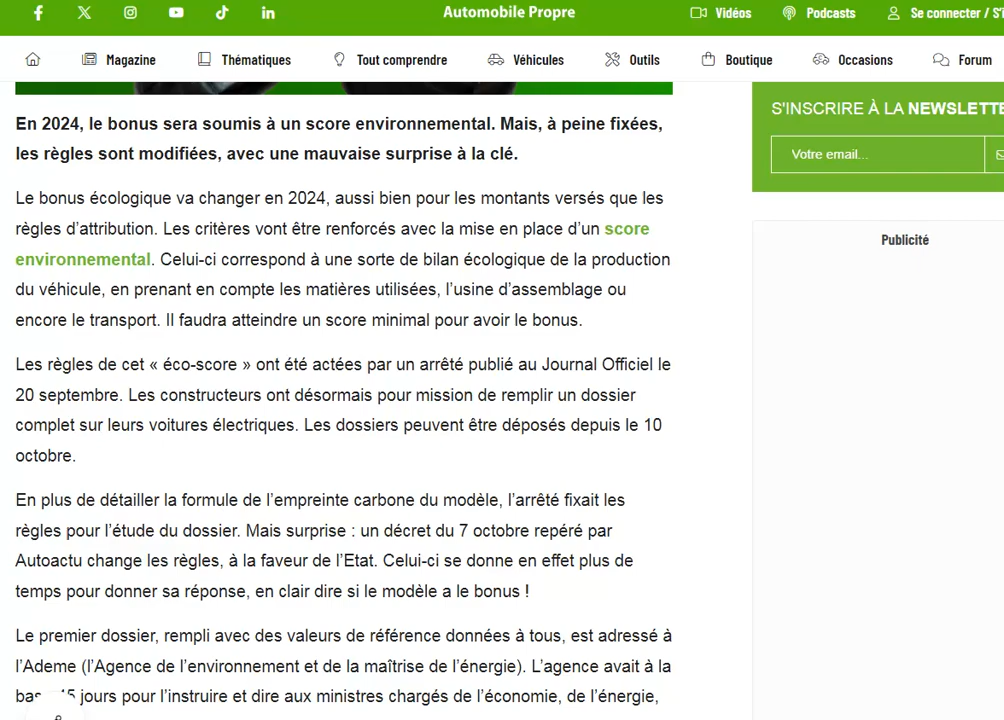 Automobile Propre
Vidéos
Podcasts
Se connecter /
Magazine
Thématiques
Tout comprendre
Véhicules
Outils
Boutique
Occasions
Forum
En 2024, le bonus sera soumis à un score environnemental. Mais, à peine fixées,
les règles sont modifiées, avec une mauvaise surprise à la clé.
Le bonus écologique va changer en 2024, aussi bien pour les montants versés que les
règles d’attribution. Les critères vont être renforcés avec la mise en place d’un score
environnemental. Celui-ci correspond à une sorte de bilan écologique de la production
du véhicule, en prenant en compte les matières utilisées, l’usine d’assemblage ou
encore le transport. Il faudra atteindre un score minimal pour avoir le bonus.
Les règles de cet « éco-score » ont été actées par un arrêté publié au Journal Officiel le
20 septembre. Les constructeurs ont désormais pour mission de remplir un dossier
complet sur leurs voitures électriques. Les dossiers peuvent être déposés depuis le 10
octobre.
En plus de détailler la formule de l’empreinte carbone du modèle, l’arrêté fixait les
règles pour l’étude du dossier. Mais surprise : un décret du 7 octobre repéré par
Autoactu change les règles, à la faveur de l’Etat. Celui-ci se donne en effet plus de
temps pour donner sa réponse, en clair dire si le modèle a le bonus !
Le premier dossier, rempli avec des valeurs de référence données à tous, est adressé à
l’Ademe (l’Agence de l’environnement et de la maîtrise de l’énergie). L’agence avait à la
jours pour l’instruire et dire aux ministres chargés de l’économie, de l’énergie,
S'INSCRIRE À LA NEWSLETTE
Votre email...
Publicité